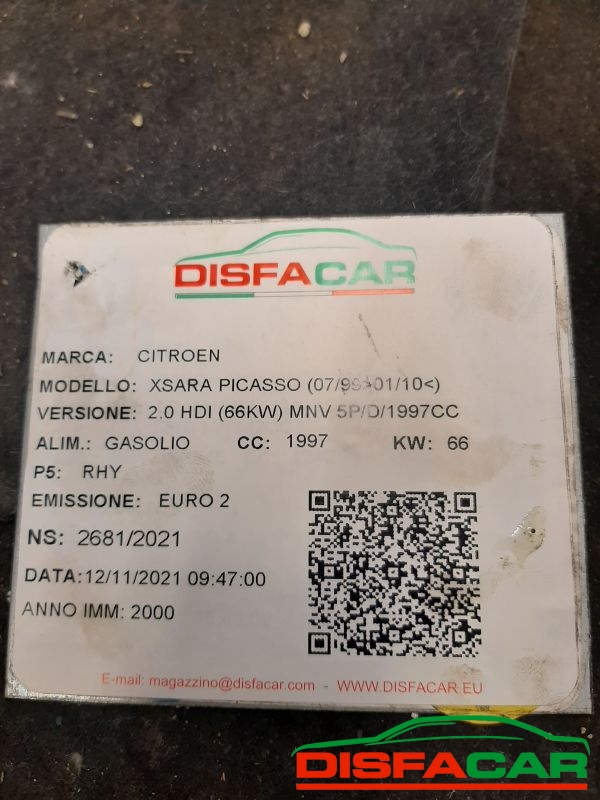 DISFACAR
MARCA: CITROEN
MODELLO: XSARA PICASSO (07/99>01/10<)
VERSIONE: 2.0 HDI (66KW) MNV 5P/D/1997CC
ALIM.: GASOLIO CC: 1997 KW: 66
P5: RHY
EMISSIONE: EURO 2
NS: 2681/2021
DATA:12/11/2021 09:47:00
ANNO IMM: 2000
E-mail: magazzino@disfacar.com - WWW.DISFACAR.EU
DISFACAR